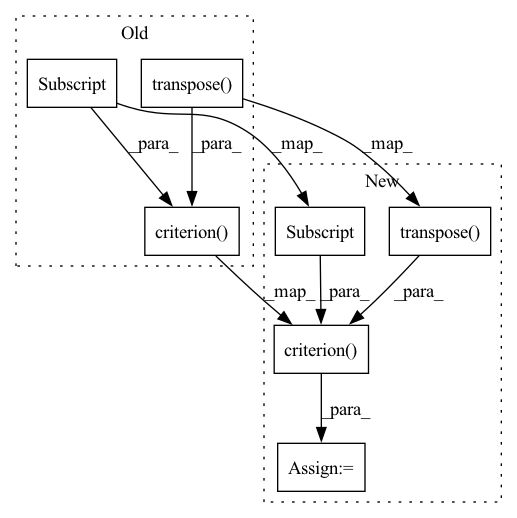 Old
Subscript
transpose()
_para_
_para_
_map_
_map_
New
criterion()
Subscript
transpose()
_map_
_para_
_para_
criterion()
_para_
Assign:=